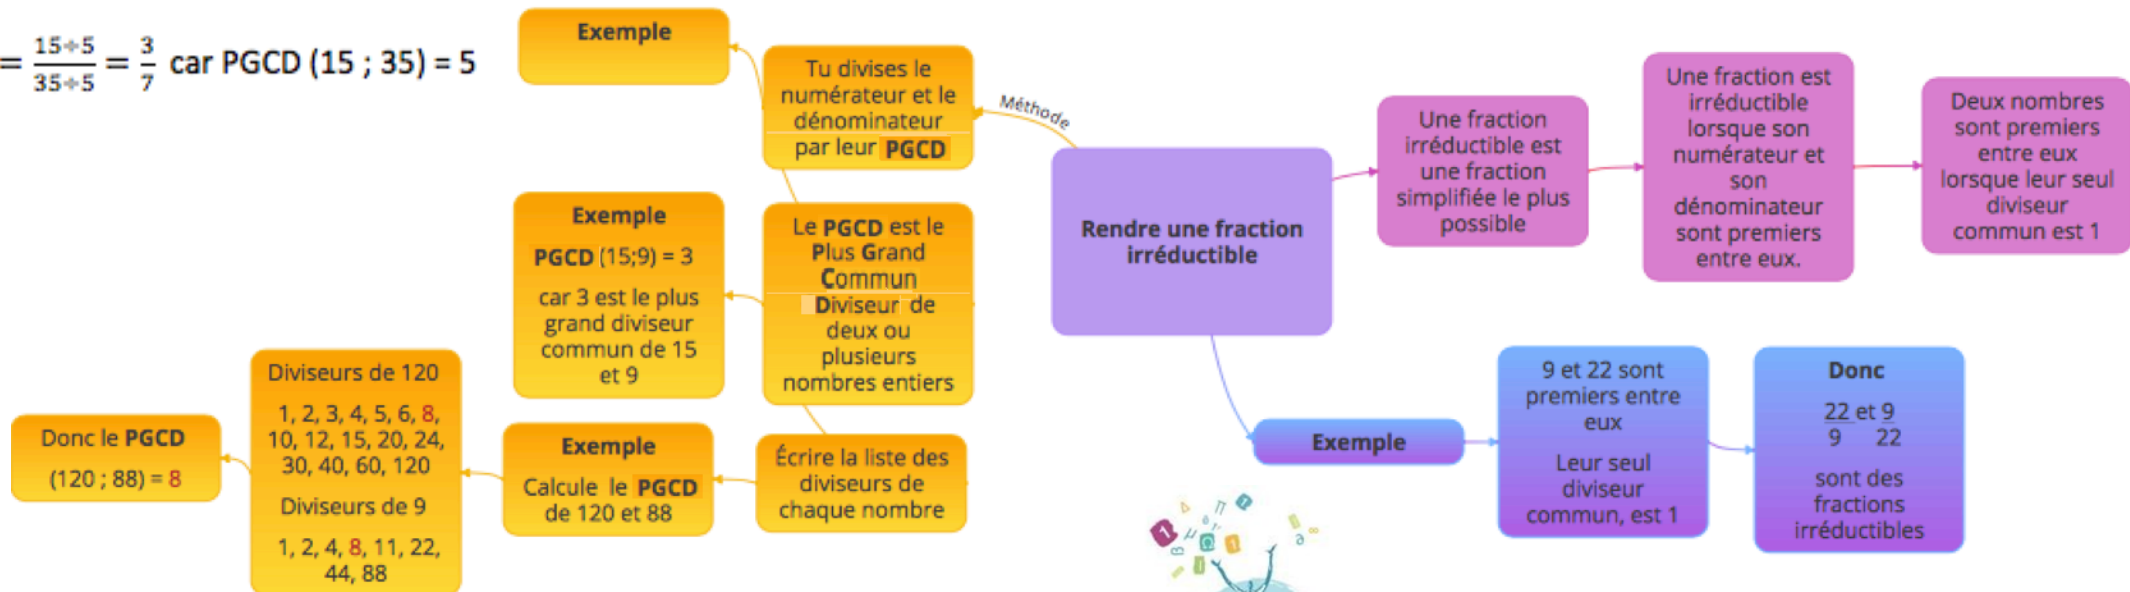 = 15÷5 / 35÷5 = 3/7 car PGCD (15 ; 35) = 5
Exemple
Tu divises le
numérateur et le
dénominateur
par leur PGCD
Méthode
Exemple
PGCD (15;9) = 3
car 3 est le plus
grand diviseur
commun de 15
et 9
Le PGCD est le
Plus Grand
Commun
Diviseur de
deux ou
plusieurs
nombres entiers
Donc le PGCD
(120 ; 88) = 8
Diviseurs de 120
1, 2, 3, 4, 5, 6, 8,
10, 12, 15, 20, 24,
30, 40, 60, 120
Diviseurs de 9
1, 2, 4, 8, 11, 22,
44, 88
Exemple
Calcule le PGCD
de 120 et 88
Écrire la liste des
diviseurs de
chaque nombre
Rendre une fraction
irréductible
Une fraction
irréductible est
une fraction
simplifiée le plus
possible
Une fraction est
irréductible
lorsque son
numérateur et
son
dénominateur
sont premiers
entre eux.
Deux nombres
sont premiers
entre eux
lorsque leur seul
diviseur
commun est 1
Exemple
9 et 22 sont
premiers entre
eux
Leur seul
diviseur
commun, est 1
Donc
22 et 9
9 22
sont des
fractions
irréductibles